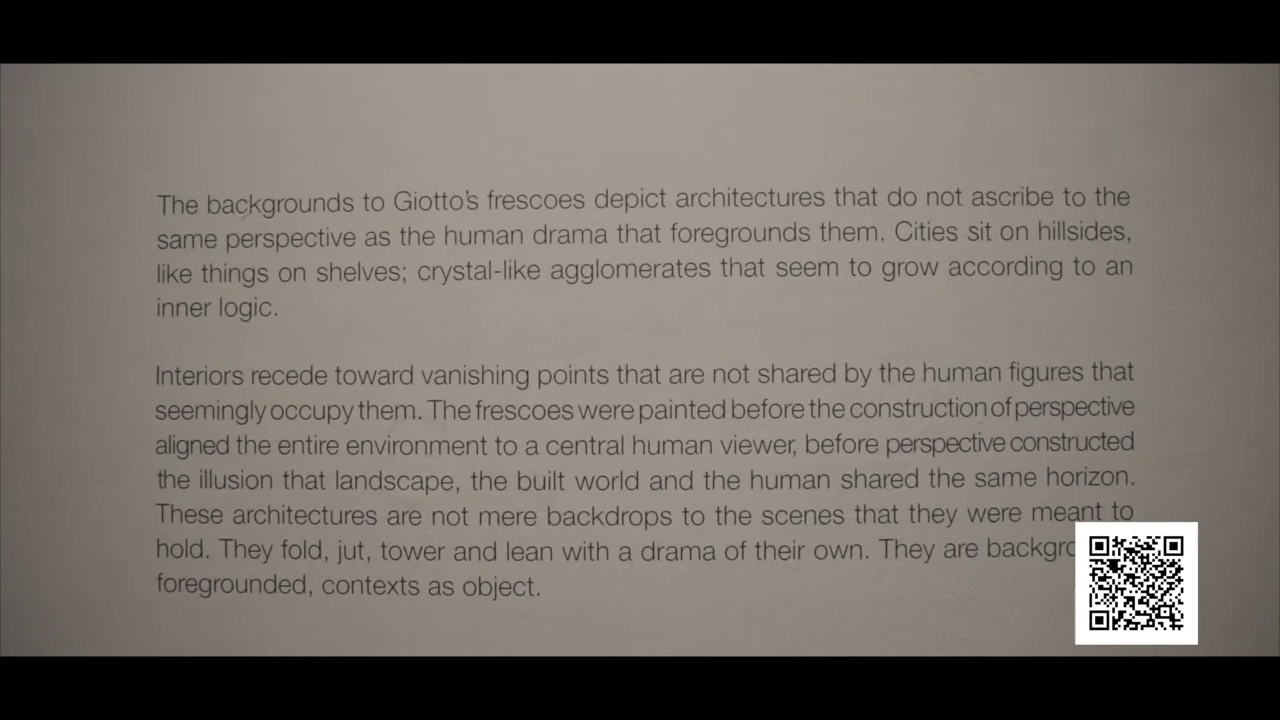 The backgrounds to Giotto's frescoes depict architectures that do not ascribe to the
same perspective as the human drama that foregrounds them. Cities sit on hillsides,
like things on shelves; crystal-like agglomerates that seem to grow according to an
inner logic.
Interiors recede toward vanishing points that are not shared by the human figures that
seemingly occupy them. The frescoes were painted before the construction of perspective
aligned the entire environment to a central human viewer, before perspective constructed
the illusion that landscape, the built world and the human shared the same horizon.
These architectures are not mere backdrops to the scenes that they were meant to
hold. They fold, jut, tower and lean with a drama of their own. They are
foregrounded, contexts as object.